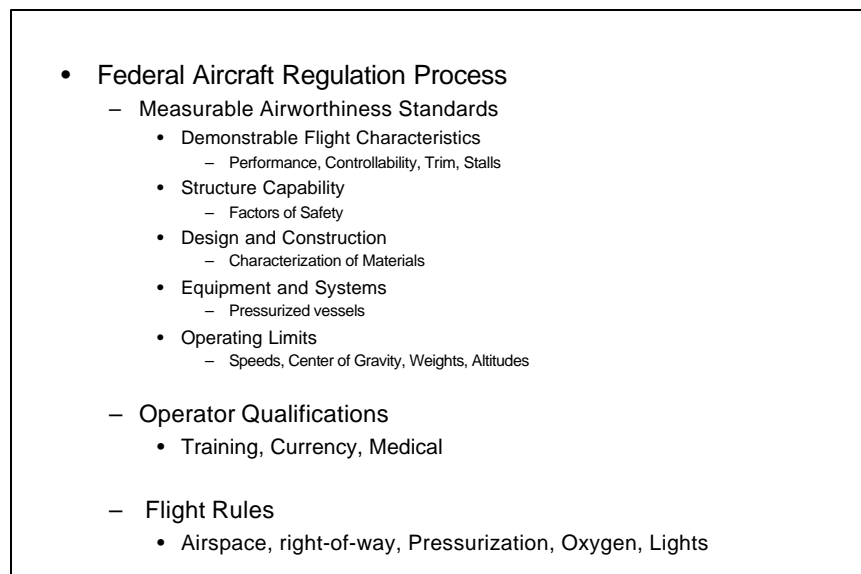 • Federal Aircraft Regulation Process
– Measurable Airworthiness Standards
• Demonstrable Flight Characteristics
– Performance, Controllability, Trim, Stalls
• Structure Capability
– Factors of Safety
• Design and Construction
– Characterization of Materials
• Equipment and Systems
– Pressurized vessels
• Operating Limits
– Speeds, Center of Gravity, Weights, Altitudes
– Operator Qualifications
• Training, Currency, Medical
– Flight Rules
• Airspace, right-of-way, Pressurization, Oxygen, Lights